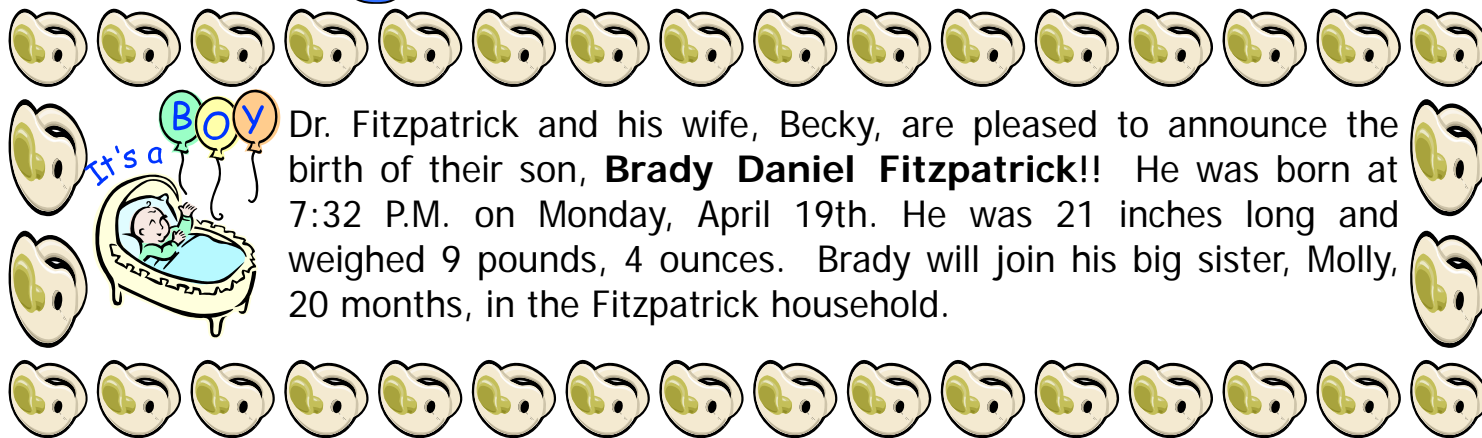 It's a BOY
Dr. Fitzpatrick and his wife, Becky, are pleased to announce the
birth of their son, Brady Daniel Fitzpatrick!! He was born at
7:32 P.M. on Monday, April 19th. He was 21 inches long and
weighed 9 pounds, 4 ounces. Brady will join his big sister, Molly,
20 months, in the Fitzpatrick household.